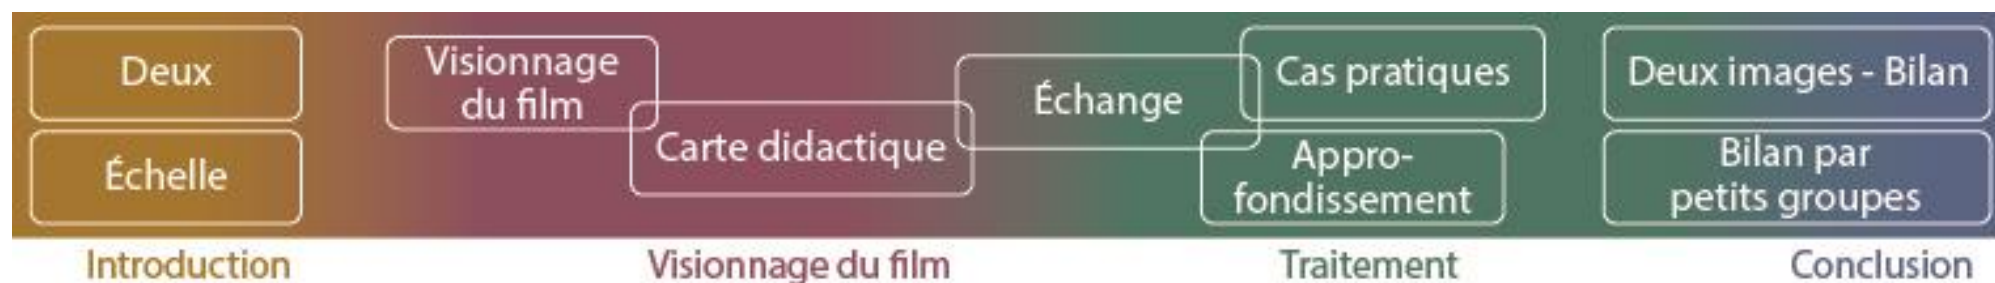 Deux
Échelle
Visionnage
du film
Carte didactique
Échange
Cas pratiques
Appro-
fondissement
Deux images - Bilan
Bilan par
petits groupes
Introduction
Visionnage du film
Traitement
Conclusion